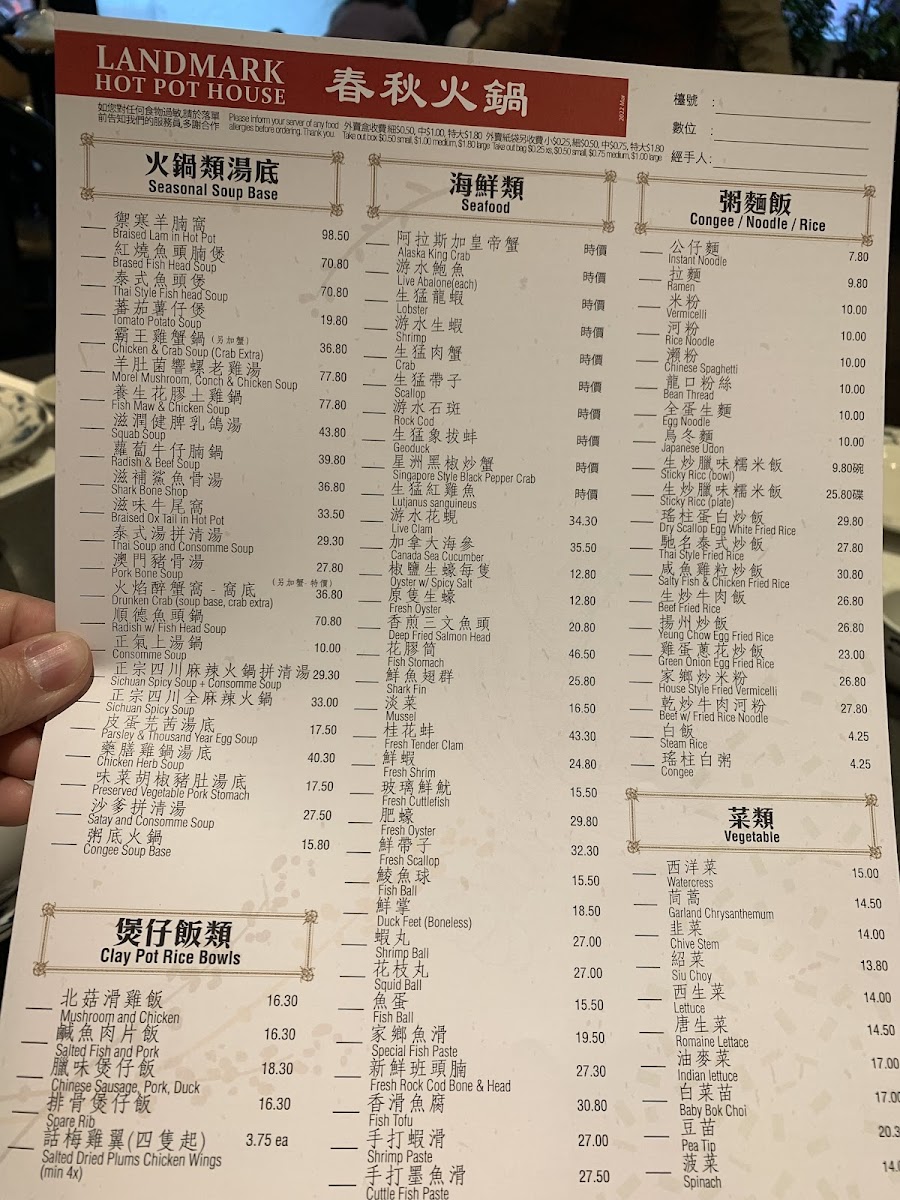 LANDMARK
HOT POT HOUSE
春秋火鍋
2022 Mar
如您對任何食物過敏,請於落單
前告知我們的服務員,多謝合作
Please inform your server of any food
allergies before ordering. Thank you
外賣盒收費 細$0.50, 中$1.00, 特大$1.80 外賣紙袋另收費 小$0.25, 細$0.50, 中$0.75, 特大$1.80
Take out box $0.50 small, $1.00 medium, $1.80 large Take out bag $0.25 xs, $0.50 small, $0.75 medium, $1.00 large
檯號 :
數位 :
經手人:
火鍋類湯底
Seasonal Soup Base
禦寒羊腩窩
Braised Lam in Hot Pot 98.50
紅燒魚頭腩煲
Brased Fish Head Soup 70.80
泰式魚頭煲
Thai Style Fish head Soup 70.80
蕃茄薯仔煲
Tomato Potato Soup 19.80
霸王雞蟹鍋 (另加蟹)
Chicken & Crab Soup (Crab Extra) 36.80
羊肚菌響螺老雞湯
Morel Mushroom, Conch & Chicken Soup 77.80
養生花膠土雞鍋
Fish Maw & Chicken Soup 77.80
滋潤健脾乳鴿湯
Squab Soup 43.80
蘿蔔牛仔腩鍋
Radish & Beef Soup 39.80
滋補鯊魚骨湯
Shark Bone Shop 36.80
滋味牛尾窩
Braised Ox Tail in Hot Pot 33.50
泰式湯拼清湯
Thai Soup and Consomme Soup 29.30
澳門豬骨湯
Pork Bone Soup 27.80
火焰醉蟹窩 - 窩底 (另加蟹-特價)
Drunken Crab (soup base, crab extra) 36.80
順德魚頭鍋
Radish w/ Fish Head Soup 70.80
正氣上湯鍋
Consomme Soup 10.00
正宗四川麻辣火鍋拼清湯 29.30
Sichuan Spicy Soup + Consomme Soup
正宗四川全麻辣火鍋
Sichuan Spicy Soup 33.00
皮蛋芫茜湯底
Parsley & Thousand Year Egg Soup 17.50
藥膳雞鍋湯底
Chicken Herb Soup 40.30
味菜胡椒豬肚湯底
Preserved Vegetable Pork Stomach 17.50
沙爹拼清湯
Satay and Consomme Soup 27.50
粥底火鍋
Congee Soup Base 15.80
煲仔飯類
Clay Pot Rice Bowls
北菇滑雞飯 16.30
Mushroom and Chicken
鹹魚肉片飯 16.30
Salted Fish and Pork
臘味煲仔飯 18.30
Chinese Sausage, Pork, Duck
排骨煲仔飯 16.30
Spare Rib
話梅雞翼(四隻起) 3.75 ea
Salted Dried Plums Chicken Wings
(min 4x)
海鮮類
Seafood
阿拉斯加皇帝蟹 時價
Alaska King Crab
游水鮑魚 時價
Live Abalone(each)
生猛龍蝦 時價
Lobster
游水生蝦 時價
Shrimp
生猛肉蟹 時價
Crab
生猛帶子 時價
Scallop
游水石斑 時價
Rock Cod
生猛象拔蚌 時價
Geoduck
星洲黑椒炒蟹 時價
Singapore Style Black Pepper Crab
生猛紅雞魚 時價
Lutjanus sanguineus
游水花蜆 34.30
Live Clam
加拿大海參 35.50
Canada Sea Cucumber
椒鹽生蠔每隻 12.80
Oyster w/ Spicy Salt
原隻生蠔 12.80
Fresh Oyster
香煎三文魚頭 20.80
Deep Fried Salmon Head
花膠筒 46.50
Fish Stomach
鮮魚翅群 25.80
Shark Fin
淡菜 16.50
Mussel
桂花蚌 43.30
Fresh Tender Clam
鮮蝦 24.80
Fresh Shrim
玻璃鮮魷 15.50
Fresh Cuttlefish
肥蠔 29.80
Fresh Oyster
鮮帶子 32.30
Fresh Scallop
鯪魚球 15.50
Fish Ball
鮮掌 18.50
Duck Feet (Boneless)
蝦丸 27.00
Shrimp Ball
花枝丸 27.00
Squid Ball
魚蛋 15.50
Fish Ball
家鄉魚滑 19.50
Special Fish Paste
新鮮班頭腩 27.30
Fresh Rock Cod Bone & Head
香滑魚腐 30.80
Fish Tofu
手打蝦滑 27.00
Shrimp Paste
手打墨魚滑 27.50
Cuttle Fish Paste
粥麵飯
Congee / Noodle / Rice
公仔麵 7.80
Instant Noodle
拉麵 9.80
Ramen
米粉 10.00
Vermicelli
河粉 10.00
Rice Noodle
瀨粉 10.00
Chinese Spaghetti
龍口粉絲 10.00
Bean Thread
全蛋生麵 10.00
Egg Noodle
烏冬麵 10.00
Japanese Udon
生炒臘味糯米飯 9.80碗
Sticky Ricc (bowl)
生炒臘味糯米飯 25.80碟
Sticky Ricc (plate)
瑤柱蛋白炒飯 29.80
Dry Scallop Egg White Fried Rice
馳名泰式炒飯 27.80
Thai Style Fried Rice
咸魚雞粒炒飯 30.80
Salty Fish & Chicken Fried Rice
生炒牛肉飯 26.80
Beef Fried Rice
揚州炒飯 26.80
Yeung Chow Egg Fried Rice
雞蛋蔥花炒飯 23.00
Green Onion Egg Fried Rice
家鄉炒米粉 26.80
House Style Fried Vermicelli
乾炒牛肉河粉 27.80
Beef w/ Fried Rice Noodle
白飯 4.25
Steam Rice
瑤柱白粥 4.25
Congee
菜類
Vegetable
西洋菜 15.00
Watercress
茼蒿 14.50
Garland Chrysanthemum
韭菜 14.00
Chive Stem
紹菜 13.80
Siu Choy
西生菜 14.00
Lettuce
唐生菜 14.50
Romaine Lettace
油麥菜 17.00
Indian lettuce
白菜苗 17.00
Baby Bok Choi
豆苗 20.3
Pea Tip
菠菜 14.0
Spinach